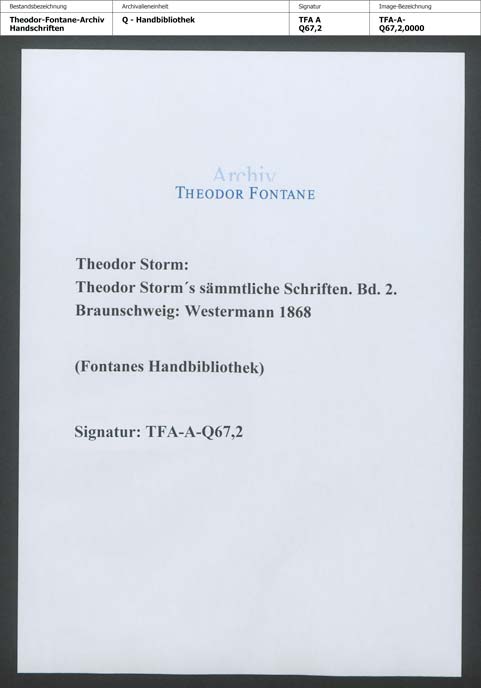 Bestandsbezeichnung Archivalieneinheit Signatur Image-Bezeichnung
Theodor-Fontane-Archiv Q - Handbibliothek TFA A TFA-A-
Handschriften Q67,2 Q67,2,0000
Archiv
THEODOR FONTANE
Theodor Storm:
Theodor Storm´s sämmtliche Schriften. Bd. 2.
Braunschweig: Westermann 1868
(Fontanes Handbibliothek)
Signatur: TFA-A-Q67,2